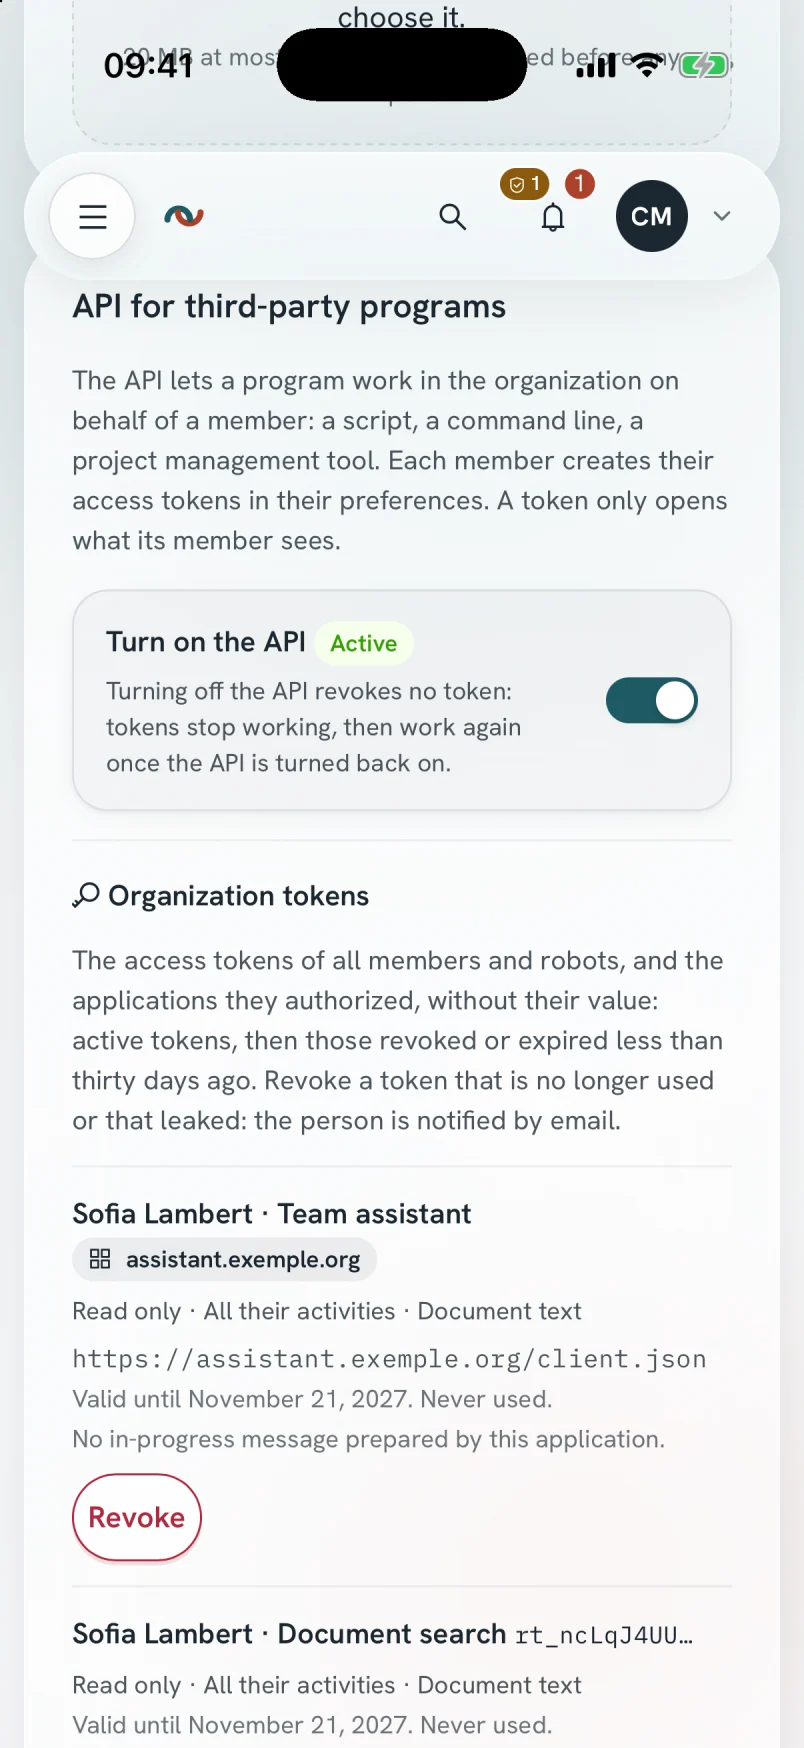 choose it.
09:41
1
1
CM
API for third-party programs
The API lets a program work in the organization on
behalf of a member: a script, a command line, a
project management tool. Each member creates their
access tokens in their preferences. A token only opens
what its member sees.
Turn on the API Active
Turning off the API revokes no token:
tokens stop working, then work again
once the API is turned back on.
Organization tokens
The access tokens of all members and robots, and the
applications they authorized, without their value:
active tokens, then those revoked or expired less than
thirty days ago. Revoke a token that is no longer used
or that leaked: the person is notified by email.
Sofia Lambert · Team assistant
assistant.exemple.org
Read only · All their activities · Document text
https://assistant.exemple.org/client.json
Valid until November 21, 2027. Never used.
No in-progress message prepared by this application.
Revoke
Sofia Lambert · Document search rt_ncLqJ4UU…
Read only · All their activities · Document text
Valid until November 21, 2027. Never used.